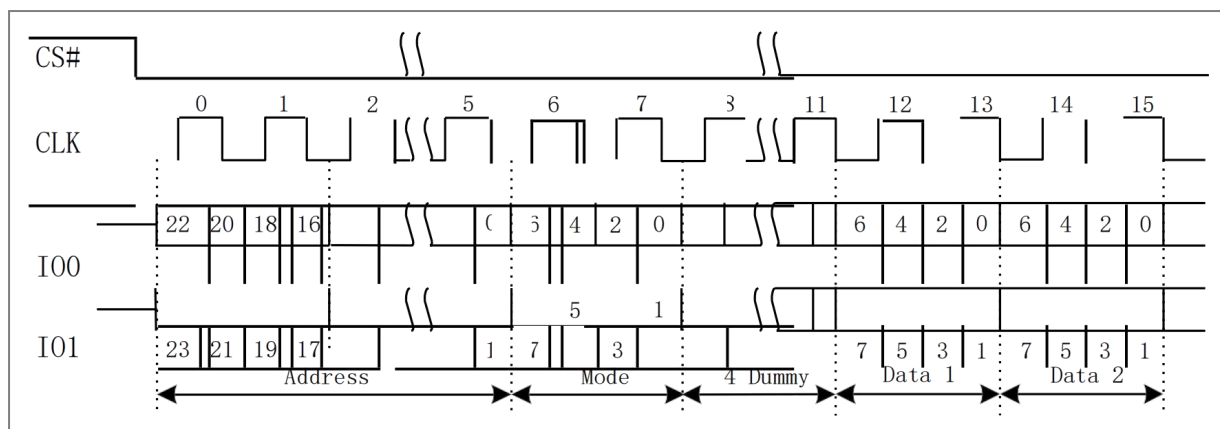 CS#
0 1 2 5 6 7 8 11 12 13 14 15
CLK
22 20 18 16 0 6 4 2 0 6 4 2 0 6 4 2 0
IO0
5 1
IO1
23 21 19 17 1 7 3 7 5 3 1 7 5 3 1
Address Mode 4 Dummy Data 1 Data 2